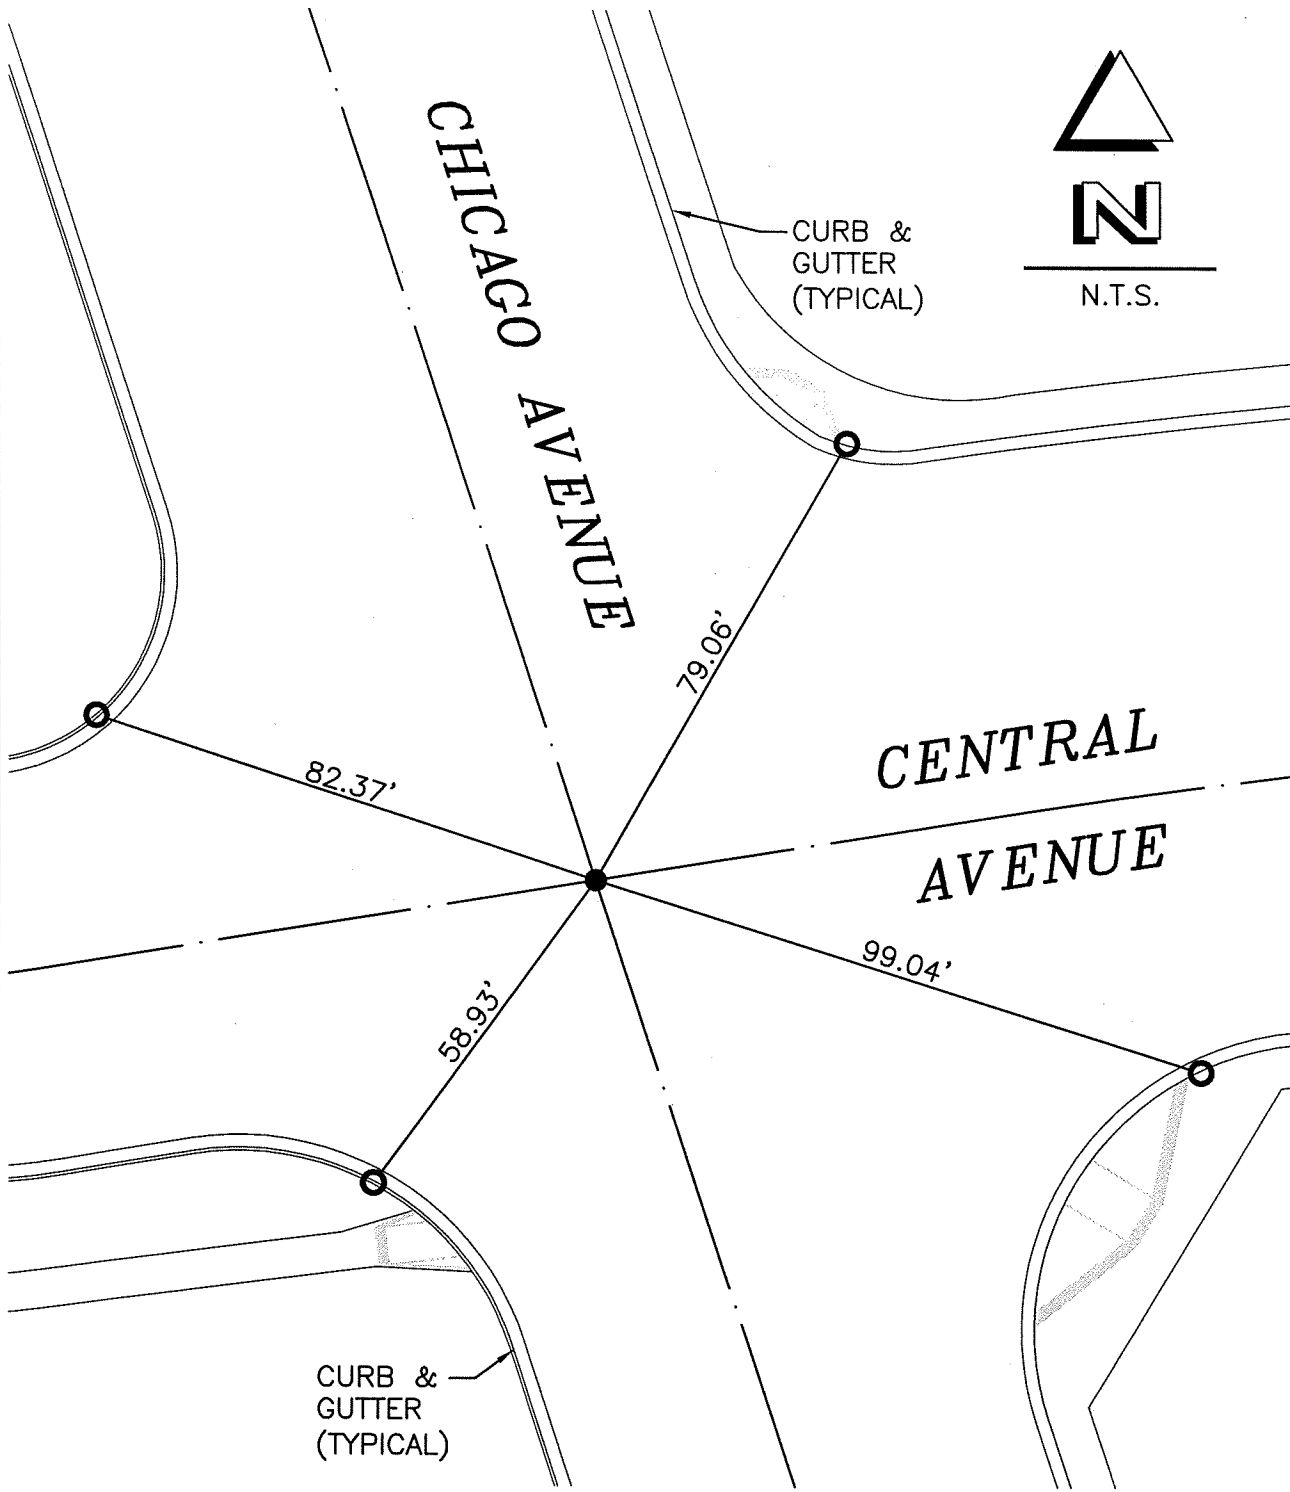 CHICAGO AVENUE
CURB &
GUTTER
(TYPICAL)
N
N.T.S.
79.06'
82.37'
CENTRAL
AVENUE
99.04'
58.93'
CURB &
GUTTER
(TYPICAL)